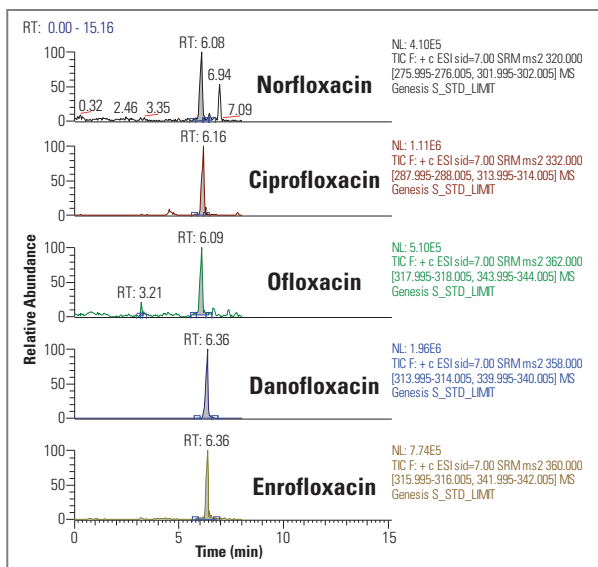 RT: 0.00 - 15.16
RT: 6.08
6.94
0.32
2.46
3.35
7.09
Norfloxacin
100
50
0
NL: 4.10E5
TIC F: + c ESI sid=7.00 SRM ms2 320.000
[275.995-276.005, 301.995-302.005] MS
Genesis S_STD_LIMIT
RT: 6.16
Ciprofloxacin
100
50
0
NL: 1.11E6
TIC F: + c ESI sid=7.00 SRM ms2 332.000
[287.995-288.005, 313.995-314.005] MS
Genesis S_STD_LIMIT
RT: 6.09
RT: 3.21
Ofloxacin
100
50
0
NL: 5.10E5
TIC F: + c ESI sid=7.00 SRM ms2 362.000
[317.995-318.005, 343.995-344.005] MS
Genesis S_STD_LIMIT
Relative Abundance
RT: 6.36
Danofloxacin
100
50
0
NL: 1.96E6
TIC F: + c ESI sid=7.00 SRM ms2 358.000
[313.995-314.005, 339.995-340.005] MS
Genesis S_STD_LIMIT
RT: 6.36
Enrofloxacin
100
50
0
NL: 7.74E5
TIC F: + c ESI sid=7.00 SRM ms2 360.000
[315.995-316.005, 341.995-342.005] MS
Genesis S_STD_LIMIT
0 5 10 15
Time (min)